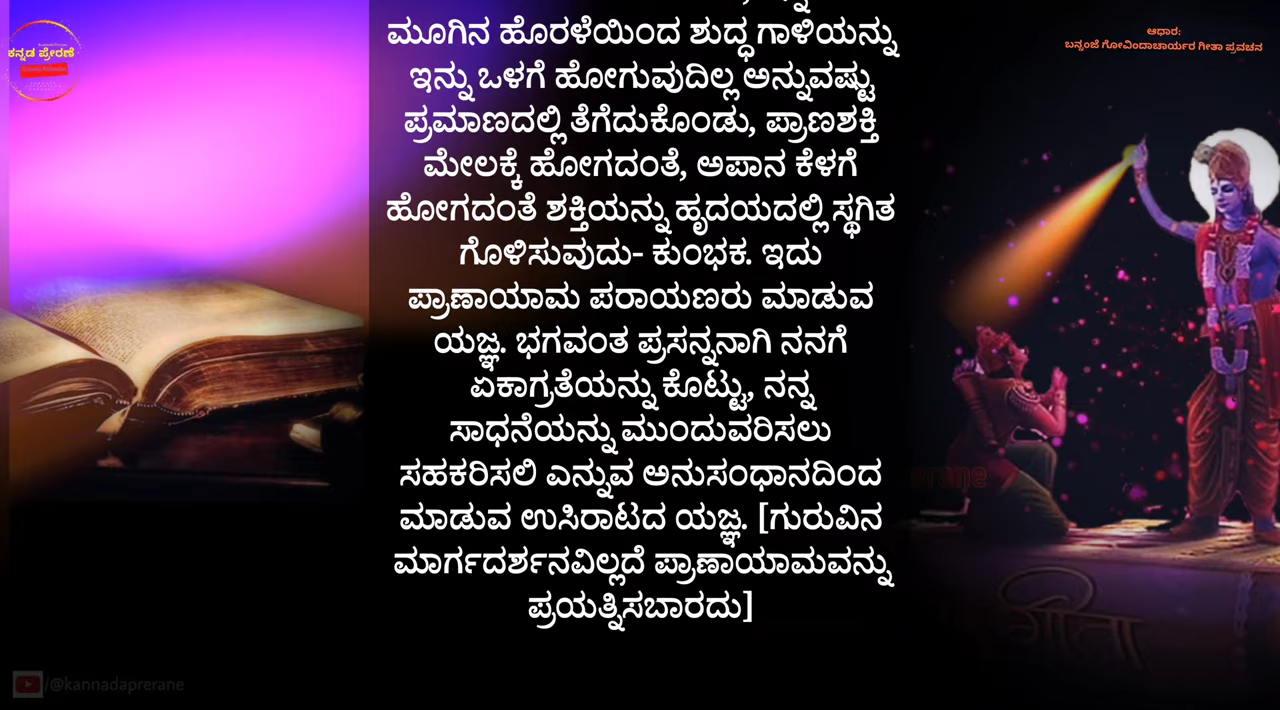 ಮೂಗಿನ ಹೊರಳೆಯಿಂದ ಶುದ್ಧ ಗಾಳಿಯನ್ನು
ಇನ್ನು ಒಳಗೆ ಹೋಗುವುದಿಲ್ಲ ಅನ್ನುವಷ್ಟು
ಪ್ರಮಾಣದಲ್ಲಿ ತೆಗೆದುಕೊಂಡು, ಪ್ರಾಣಶಕ್ತಿ
ಮೇಲಕ್ಕೆ ಹೋಗದಂತೆ, ಅಪಾನ ಕೆಳಗೆ
ಹೋಗದಂತೆ ಶಕ್ತಿಯನ್ನು ಹೃದಯದಲ್ಲಿ ಸ್ಥಗಿತ
ಗೊಳಿಸುವುದು- ಕುಂಭಕ. ಇದು
ಪ್ರಾಣಾಯಾಮ ಪರಾಯಣರು ಮಾಡುವ
ಯಜ್ಞ. ಭಗವಂತ ಪ್ರಸನ್ನನಾಗಿ ನನಗೆ
ಏಕಾಗ್ರತೆಯನ್ನು ಕೊಟ್ಟು, ನನ್ನ
ಸಾಧನೆಯನ್ನು ಮುಂದುವರಿಸಲು
ಸಹಕರಿಸಲಿ ಎನ್ನುವ ಅನುಸಂಧಾನದಿಂದ
ಮಾಡುವ ಉಸಿರಾಟದ ಯಜ್ಞ. [ಗುರುವಿನ
ಮಾರ್ಗದರ್ಶನವಿಲ್ಲದೆ ಪ್ರಾಣಾಯಾಮವನ್ನು
ಪ್ರಯತ್ನಿಸಬಾರದು]
ಆಧಾರ:
ಬನ್ನಂಜೆ ಗೋವಿಂದಾಚಾರ್ಯರ ಗೀತಾ ಪ್ರವಚನ
ಕನ್ನಡ ಪ್ರೇರಣೆ
गीता
/@kannadaprerane